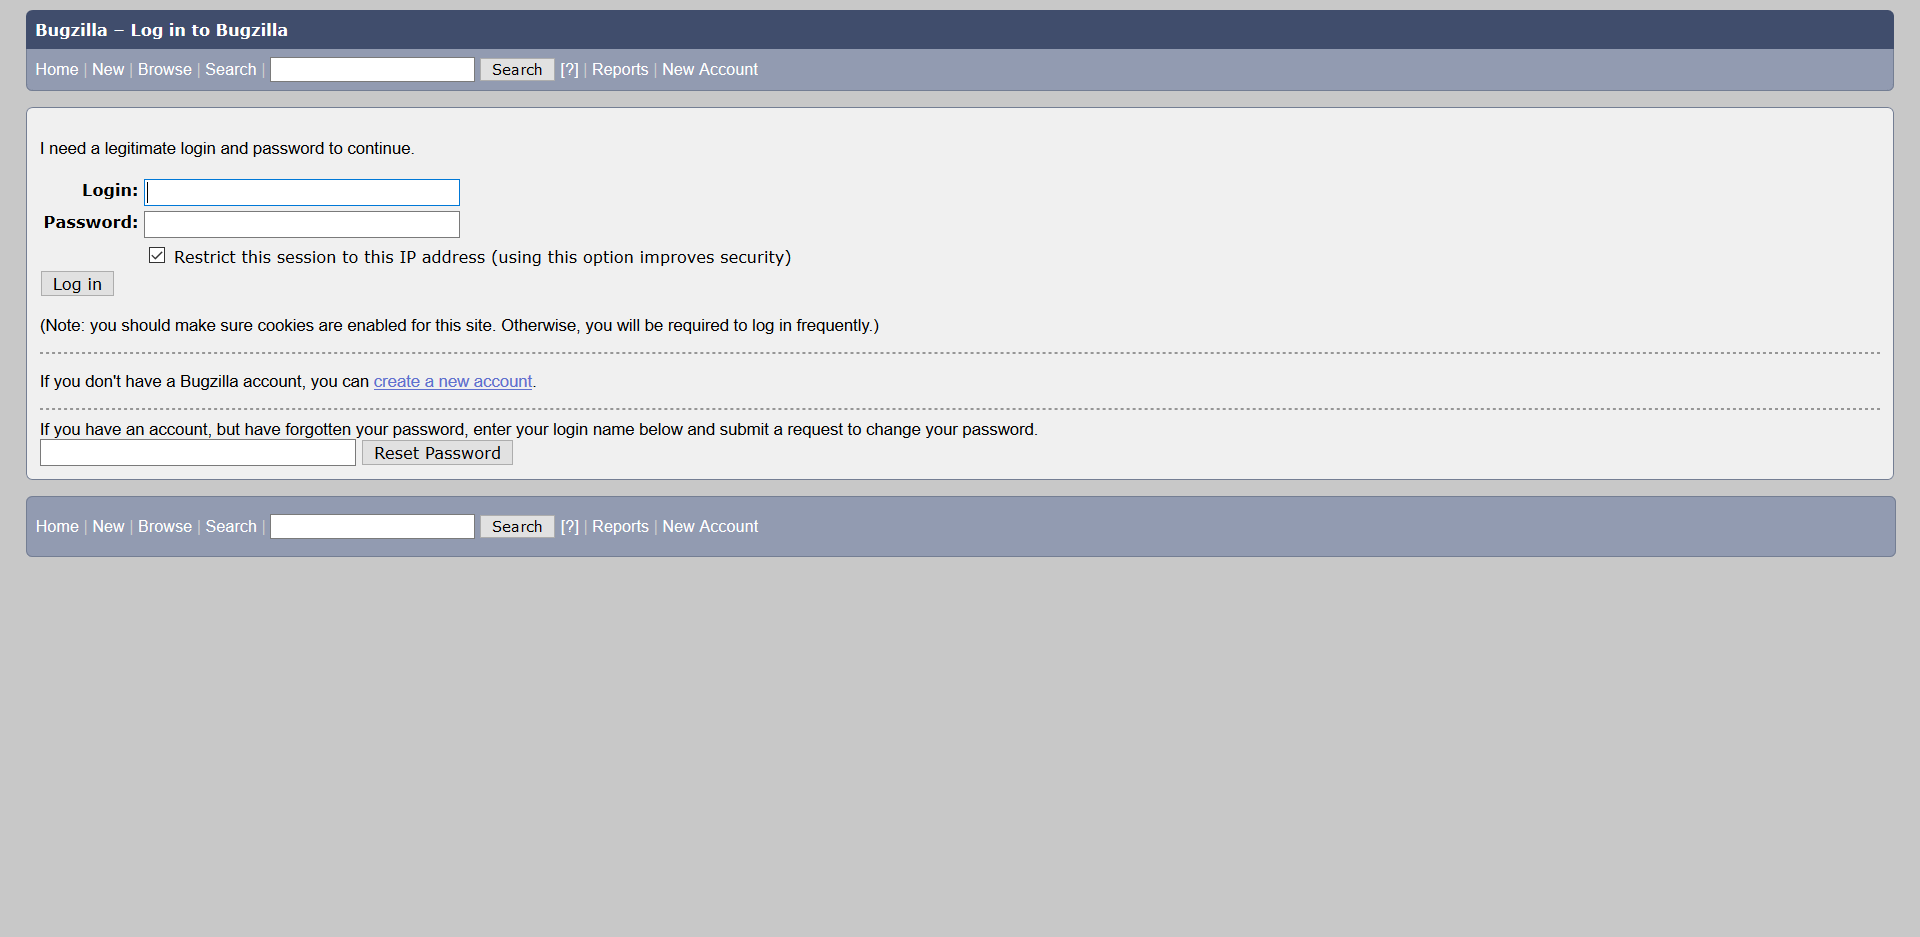 Bugzilla – Log in to Bugzilla
Home | New | Browse | Search | Search [?] | Reports | New Account
I need a legitimate login and password to continue.
Login:
Password:
Restrict this session to this IP address (using this option improves security)
Log in
(Note: you should make sure cookies are enabled for this site. Otherwise, you will be required to log in frequently.)
If you don't have a Bugzilla account, you can create a new account.
If you have an account, but have forgotten your password, enter your login name below and submit a request to change your password.
Reset Password
Home | New | Browse | Search | Search [?] | Reports | New Account